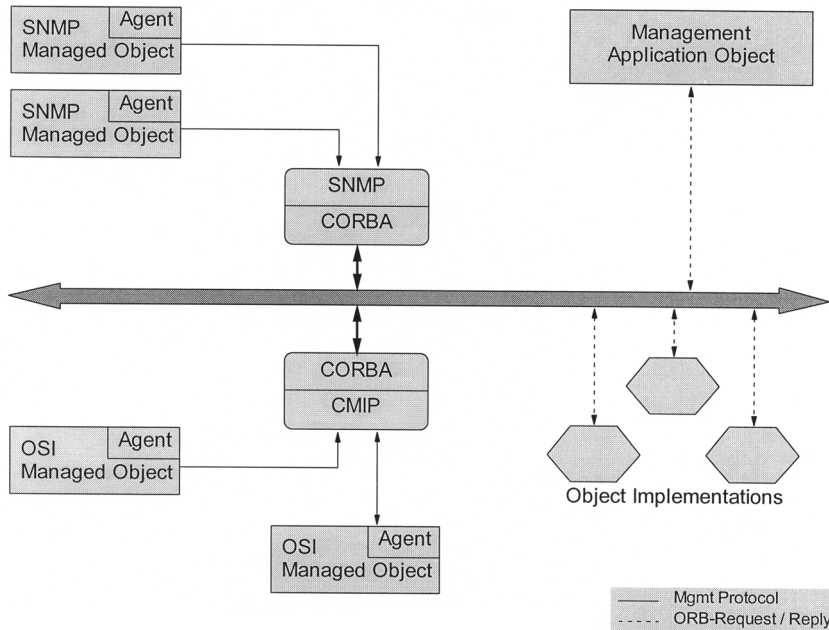 SNMP
Agent
Managed Object
SNMP
Agent
Managed Object
Management
Application Object
SNMP
CORBA
CORBA
CMIP
OSI
Agent
Managed Object
OSI
Agent
Managed Object
Object Implementations
Mgmt Protocol
ORB-Request / Reply